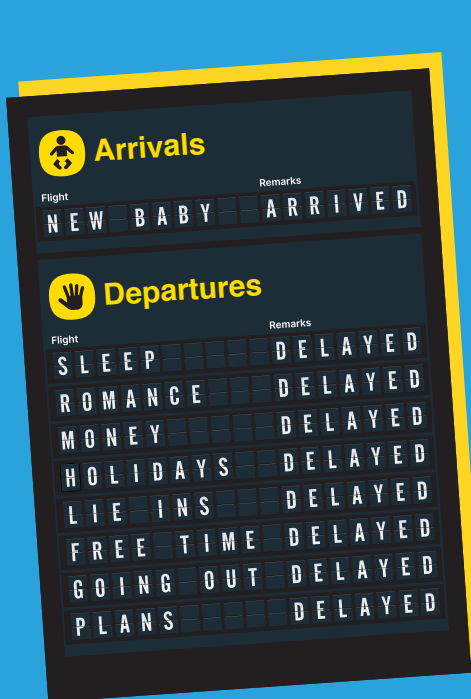 Arrivals
Flight Remarks
NEW BABY ARRIVED
Departures
Flight Remarks
SLEEP DELAYED
ROMANCE DELAYED
MONEY DELAYED
HOLIDAYS DELAYED
LIE INS DELAYED
FREE TIME DELAYED
GOING OUT DELAYED
PLANS DELAYED